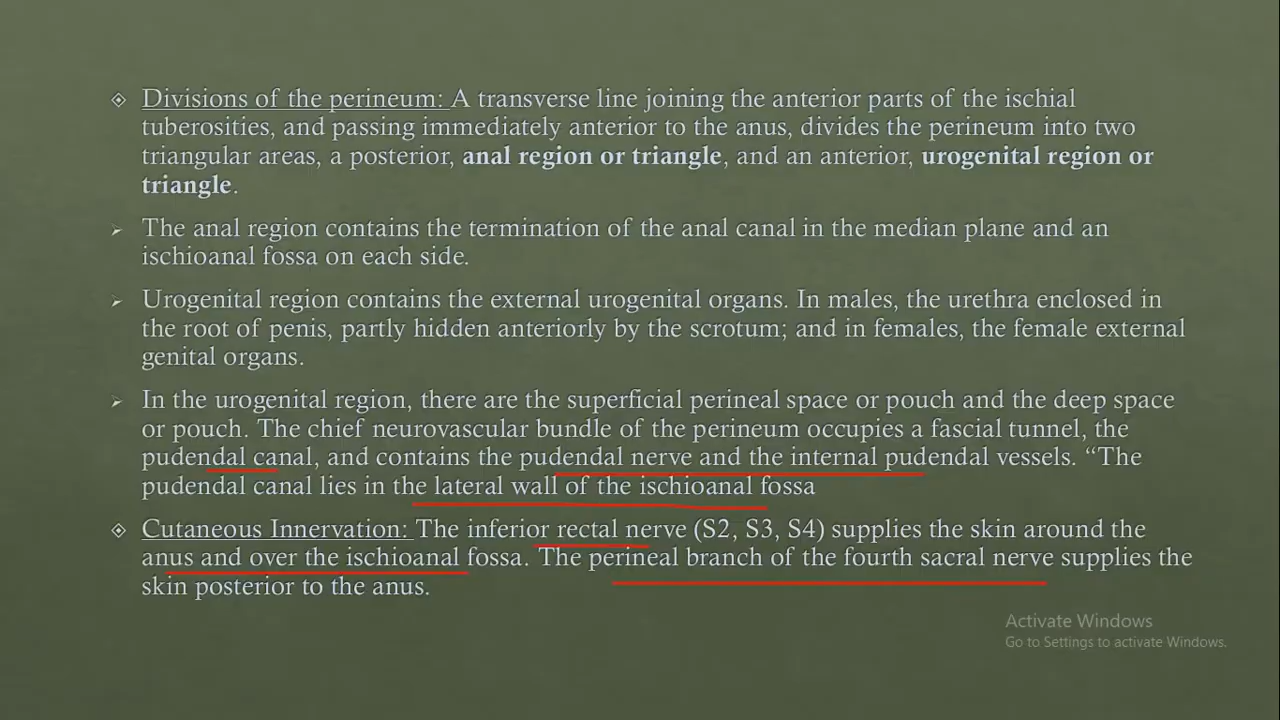 Divisions of the perineum: A transverse line joining the anterior parts of the ischial
tuberosities, and passing immediately anterior to the anus, divides the perineum into two
triangular areas, a posterior, anal region or triangle, and an anterior, urogenital region or
triangle.
The anal region contains the termination of the anal canal in the median plane and an
ischioanal fossa on each side.
Urogenital region contains the external urogenital organs. In males, the urethra enclosed in
the root of penis, partly hidden anteriorly by the scrotum; and in females, the female external
genital organs.
In the urogenital region, there are the superficial perineal space or pouch and the deep space
or pouch. The chief neurovascular bundle of the perineum occupies a fascial tunnel, the
pudendal canal, and contains the pudendal nerve and the internal pudendal vessels. “The
pudendal canal lies in the lateral wall of the ischioanal fossa
Cutaneous Innervation: The inferior rectal nerve (S2, S3, S4) supplies the skin around the
anus and over the ischioanal fossa. The perineal branch of the fourth sacral nerve supplies the
skin posterior to the anus.
Activate Windows
Go to Settings to activate Windows.